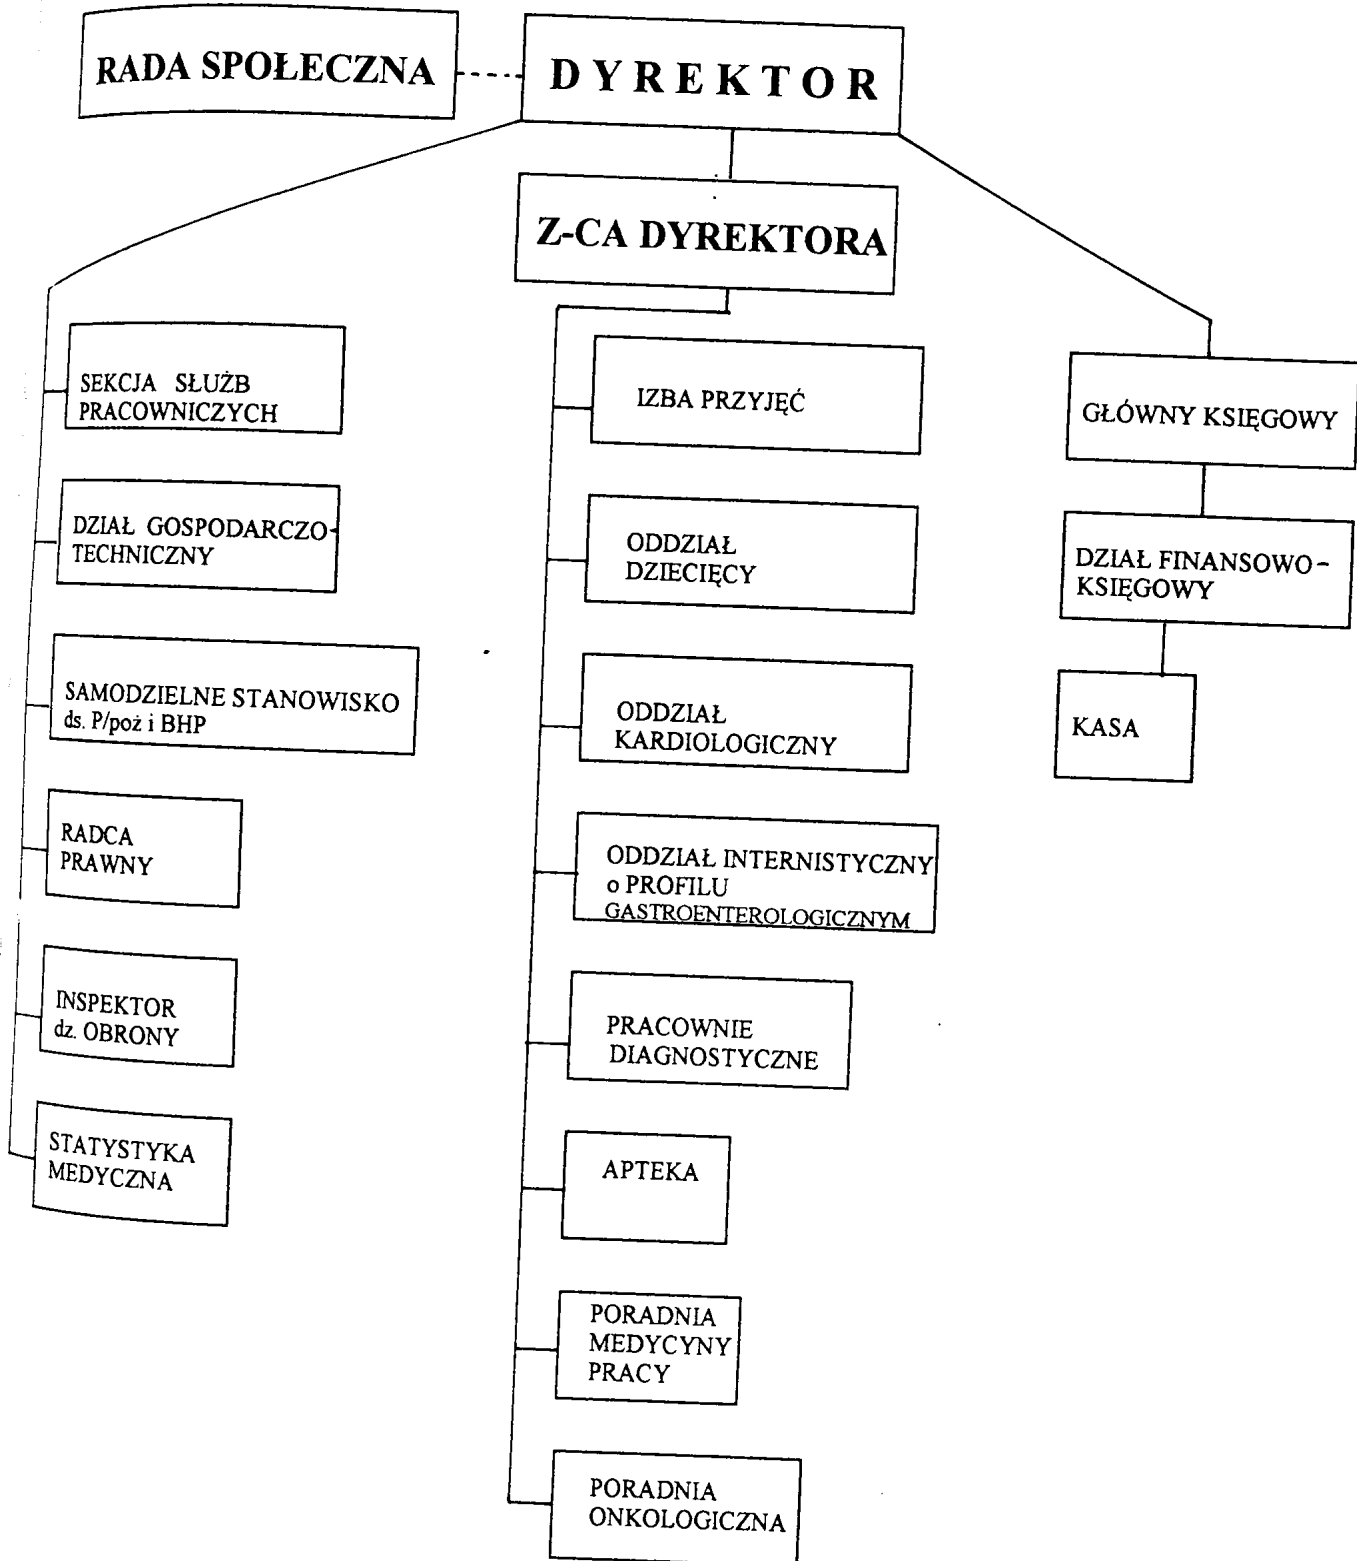 RADA SPOŁECZNA
DYREKTOR
Z-CA DYREKTORA
SEKCJA SŁUŻB
PRACOWNICZYCH
DZIAŁ GOSPODARCZO-
TECHNICZNY
SAMODZIELNE STANOWISKO
ds. P/poż i BHP
RADCA
PRAWNY
INSPEKTOR
dz. OBRONY
STATYSTYKA
MEDYCZNA
IZBA PRZYJĘĆ
ODDZIAŁ
DZIECIĘCY
ODDZIAŁ
KARDIOLOGICZNY
ODDZIAŁ INTERNISTYCZNY
o PROFILU
GASTROENTEROLOGICZNYM
PRACOWNIE
DIAGNOSTYCZNE
APTEKA
PORADNIA
MEDYCYNY
PRACY
PORADNIA
ONKOLOGICZNA
GŁÓWNY KSIĘGOWY
DZIAŁ FINANSOWO-
KSIĘGOWY
KASA